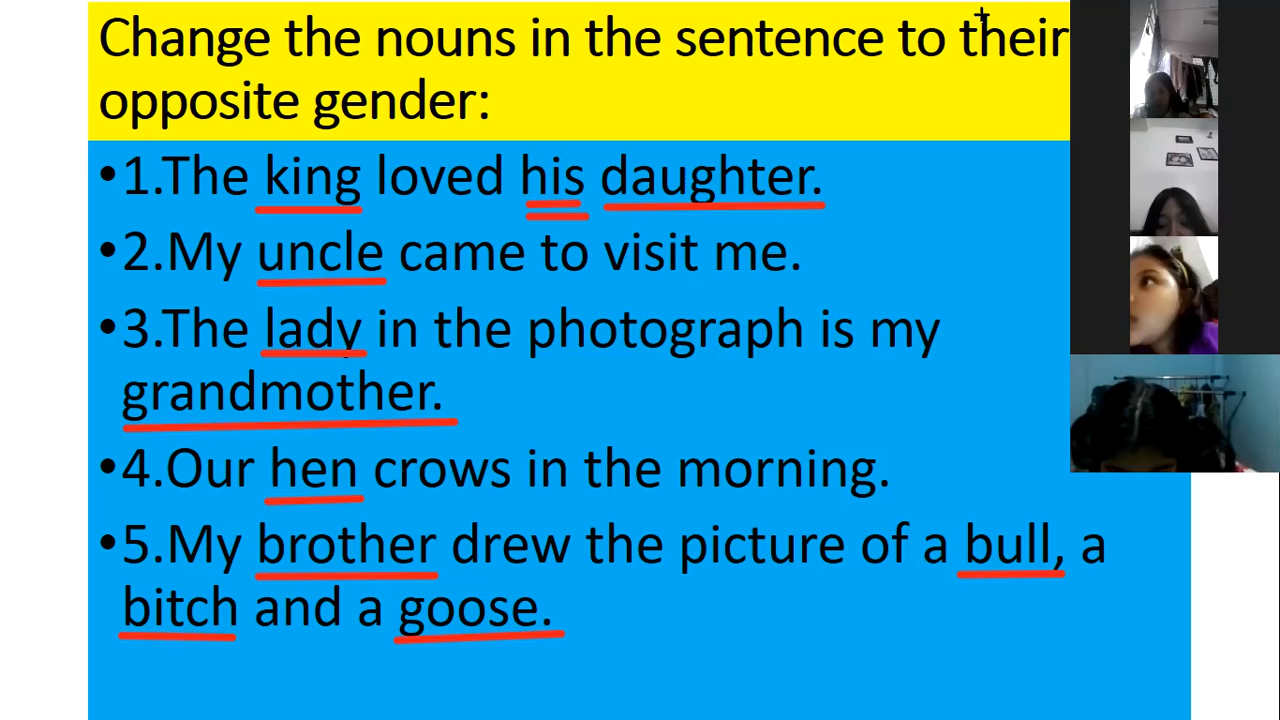 Change the nouns in the sentence to their
opposite gender:
•1.The king loved his daughter.
•2.My uncle came to visit me.
•3.The lady in the photograph is my
grandmother.
•4.Our hen crows in the morning.
•5.My brother drew the picture of a bull, a
bitch and a goose.